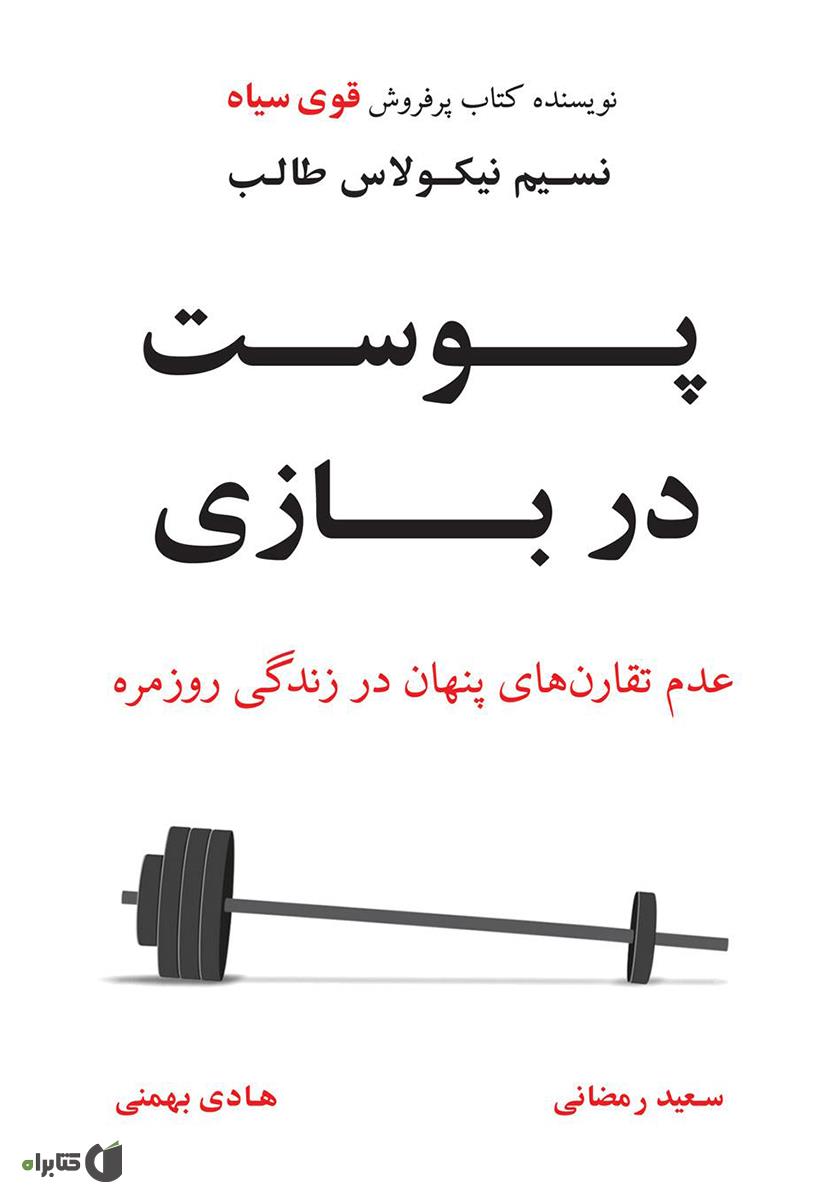 نویسنده کتاب پرفروش قوی سیاه
نسیم نیکولاس طالب
پوست
در بازی
عدم تقارن‌های پنهان در زندگی روزمره
سعید رمضانی هادی بهمنی
کتابراه